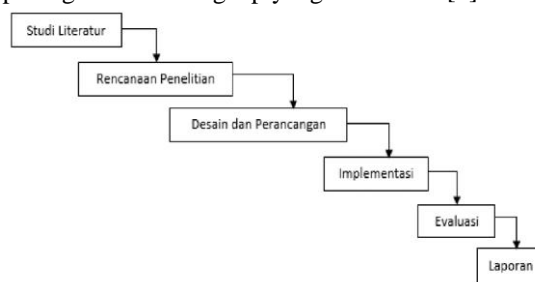 Studi Literatur
Rencanaan Penelitian
Desain dan Perancangan
Implementasi
Evaluasi
Laporan